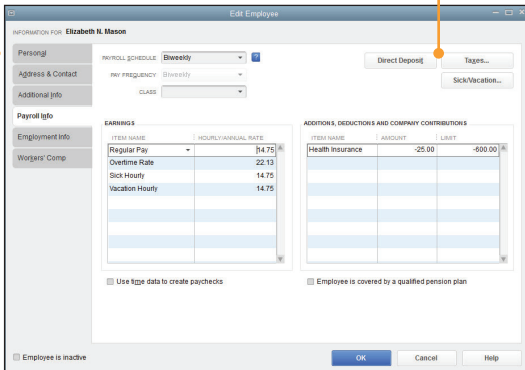 Edit Employee
INFORMATION FOR Elizabeth N. Mason
Personal
Address & Contact
Additional Info
Payroll Info
Employment Info
Workers' Comp
PAYROLL SCHEDULE Biweekly ?
PAY FREQUENCY Biweekly
CLASS
Direct Deposit Taxes...
Sick/Vacation...
EARNINGS
ITEM NAME HOURLY/ANNUAL RATE
Regular Pay 14.75
Overtime Rate 22.13
Sick Hourly 14.75
Vacation Hourly 14.75
ADDITIONS, DEDUCTIONS AND COMPANY CONTRIBUTIONS
ITEM NAME AMOUNT LIMIT
Health Insurance -25.00 -600.00
Use time data to create paychecks
Employee is covered by a qualified pension plan
Employee is inactive
OK Cancel Help